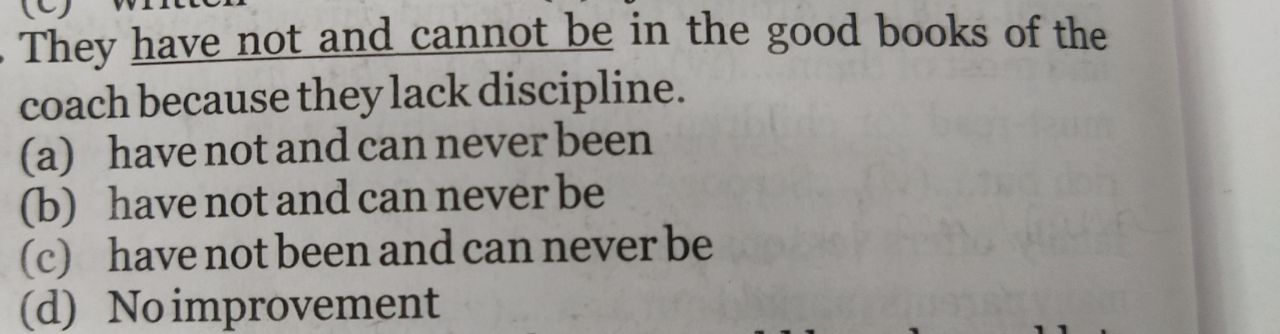 (c) written
. They have not and cannot be in the good books of the
coach because they lack discipline.
(a) have not and can never been
(b) have not and can never be
(c) have not been and can never be
(d) No improvement